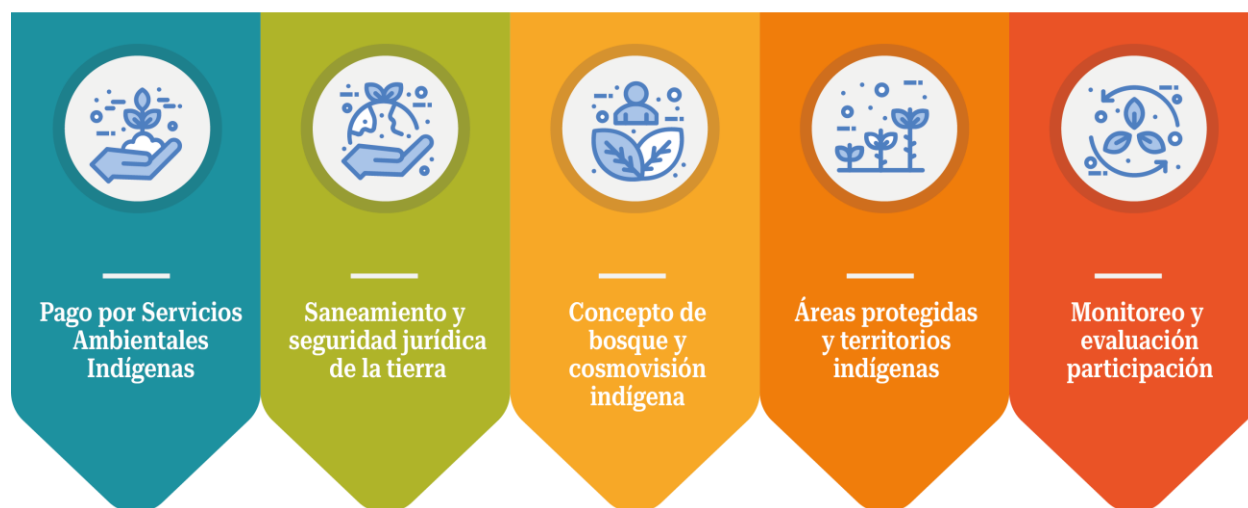 Pago por Servicios
Ambientales
Indígenas
Saneamiento y
seguridad jurídica
de la tierra
Concepto de
bosque y
cosmovisión
indígena
Áreas protegidas
y territorios
indígenas
Monitoreo y
evaluación
participación